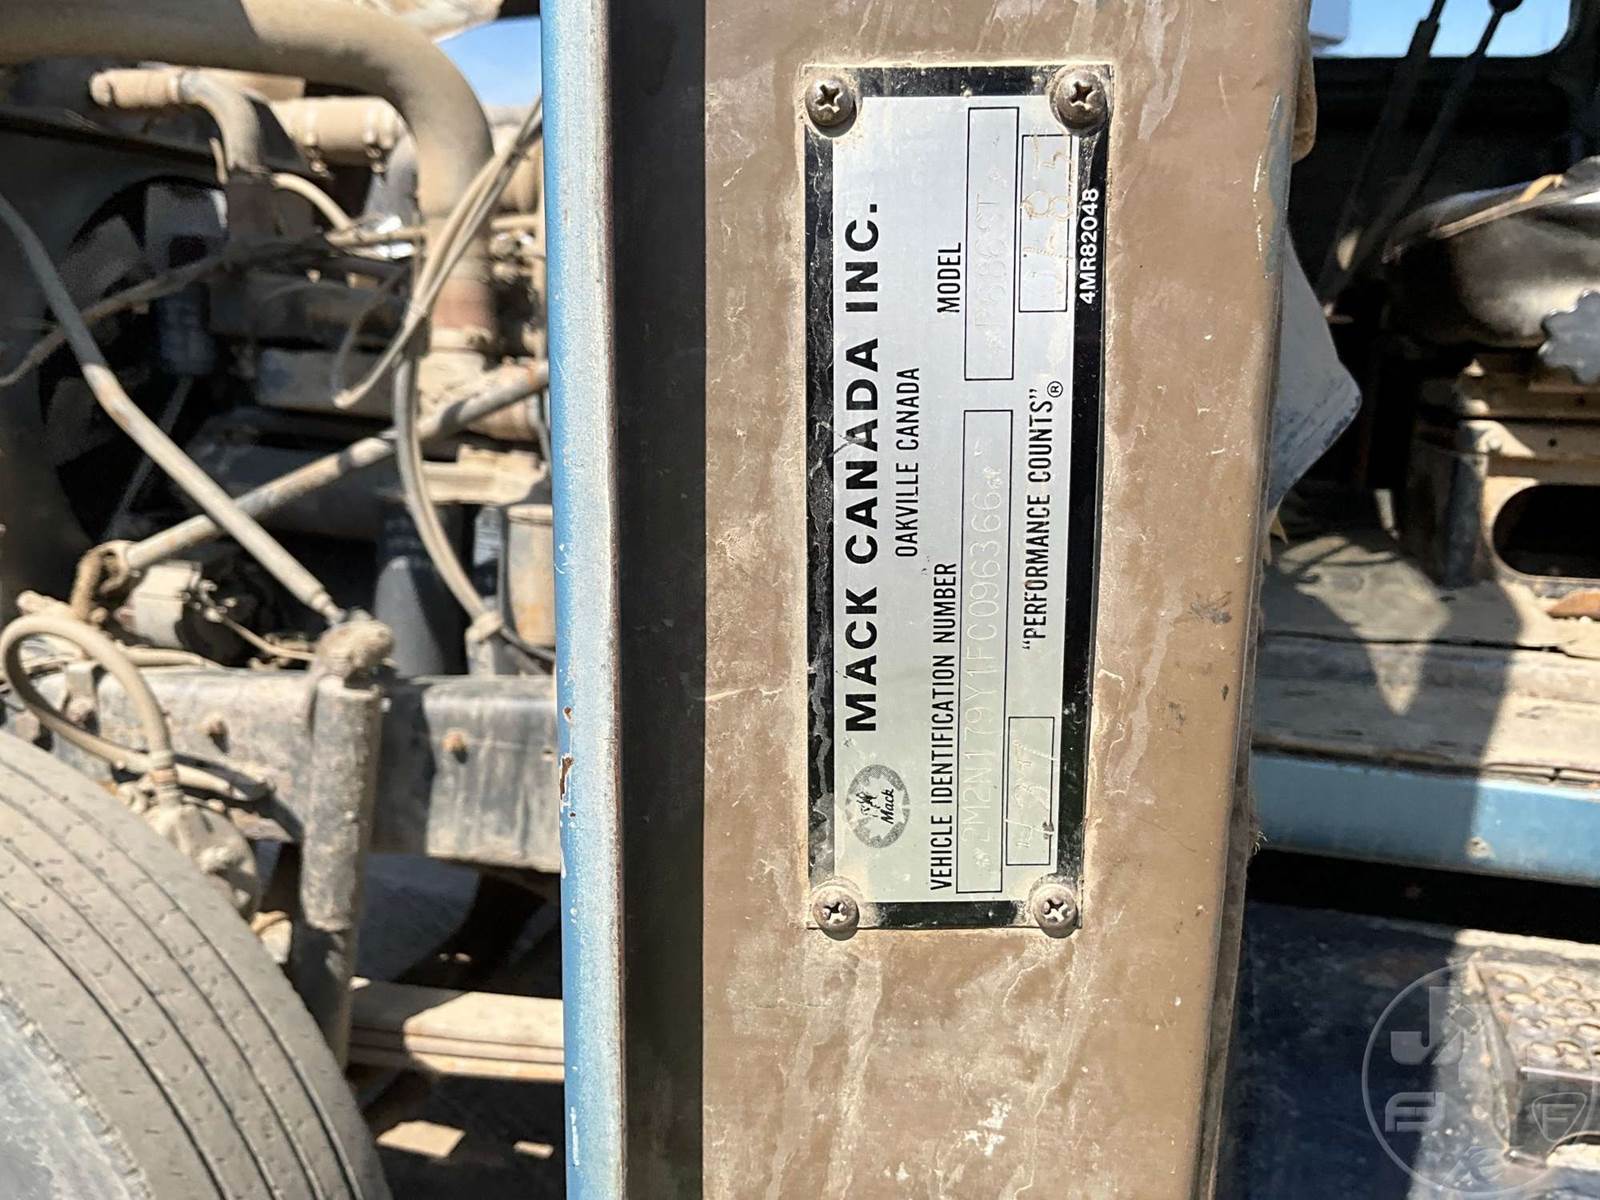 MACK CANADA INC.
OAKVILLE CANADA
Mack
VEHICLE IDENTIFICATION NUMBER
2M2N179Y1FC096366
MODEL
"PERFORMANCE COUNTS"®
4MR82048